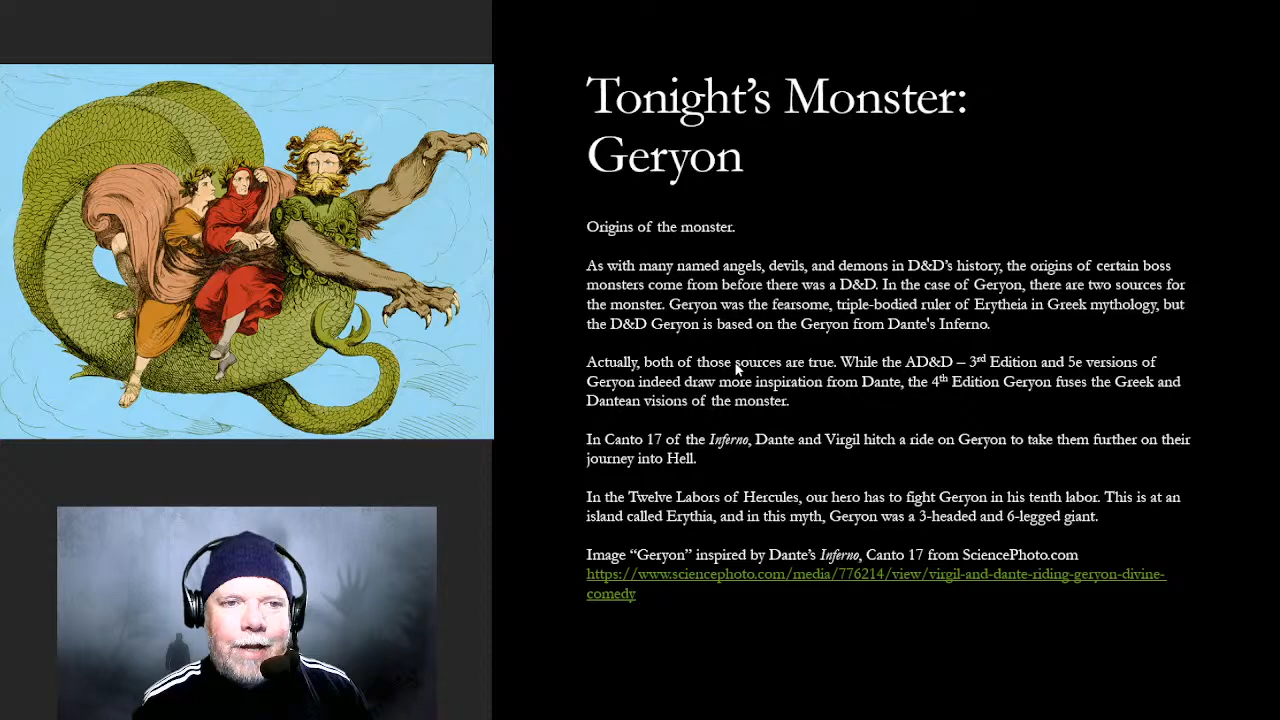 Tonight’s Monster:
Geryon
Origins of the monster.
As with many named angels, devils, and demons in D&D’s history, the origins of certain boss
monsters come from before there was a D&D. In the case of Geryon, there are two sources for
the monster. Geryon was the fearsome, triple-bodied ruler of Erytheia in Greek mythology, but
the D&D Geryon is based on the Geryon from Dante's Inferno.
Actually, both of those sources are true. While the AD&D – 3rd Edition and 5e versions of
Geryon indeed draw more inspiration from Dante, the 4th Edition Geryon fuses the Greek and
Dantean visions of the monster.
In Canto 17 of the Inferno, Dante and Virgil hitch a ride on Geryon to take them further on their
journey into Hell.
In the Twelve Labors of Hercules, our hero has to fight Geryon in his tenth labor. This is at an
island called Erythia, and in this myth, Geryon was a 3-headed and 6-legged giant.
Image “Geryon” inspired by Dante’s Inferno, Canto 17 from SciencePhoto.com
https://www.sciencephoto.com/media/776214/view/virgil-and-dante-riding-geryon-divine-
comedy